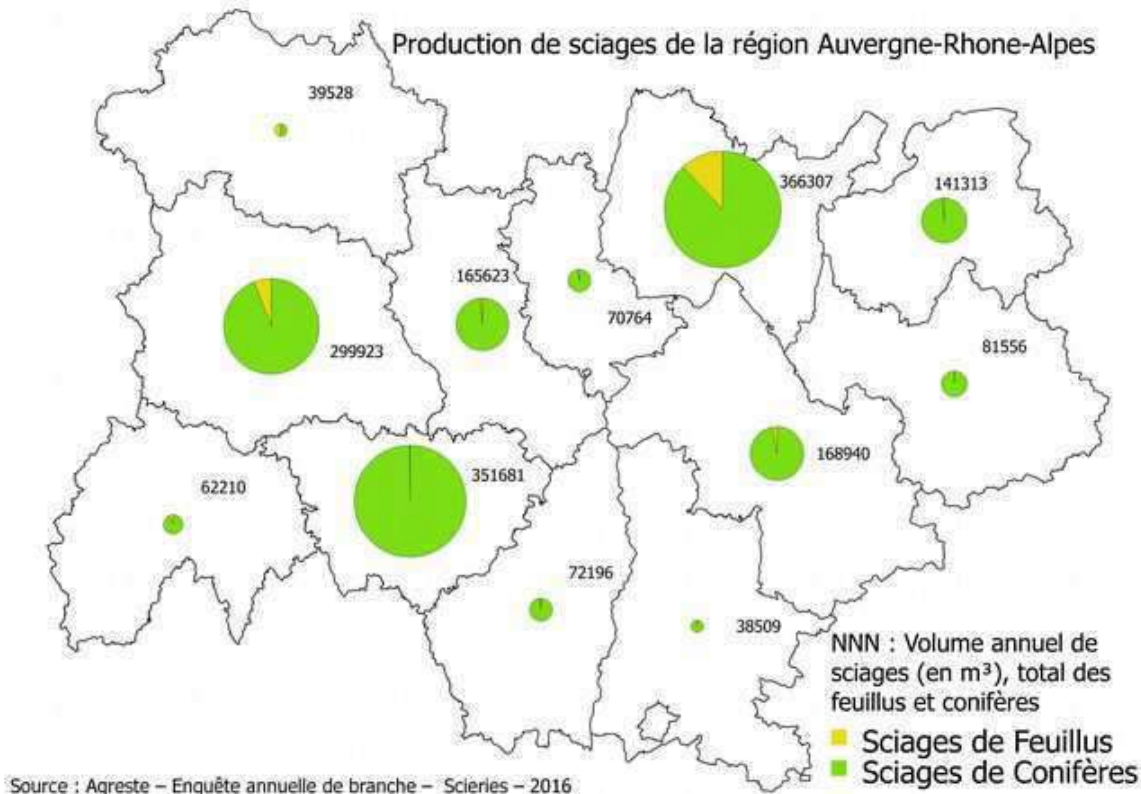 Production de sciages de la région Auvergne-Rhone-Alpes
39528
366307
141313
165623
70764
299923
81556
168940
351681
62210
72196
38509
NNN : Volume annuel de
sciages (en m³), total des
feuillus et conifères
Sciages de Feuillus
Sciages de Conifères
Source : Agreste – Enquête annuelle de branche – Scieries – 2016